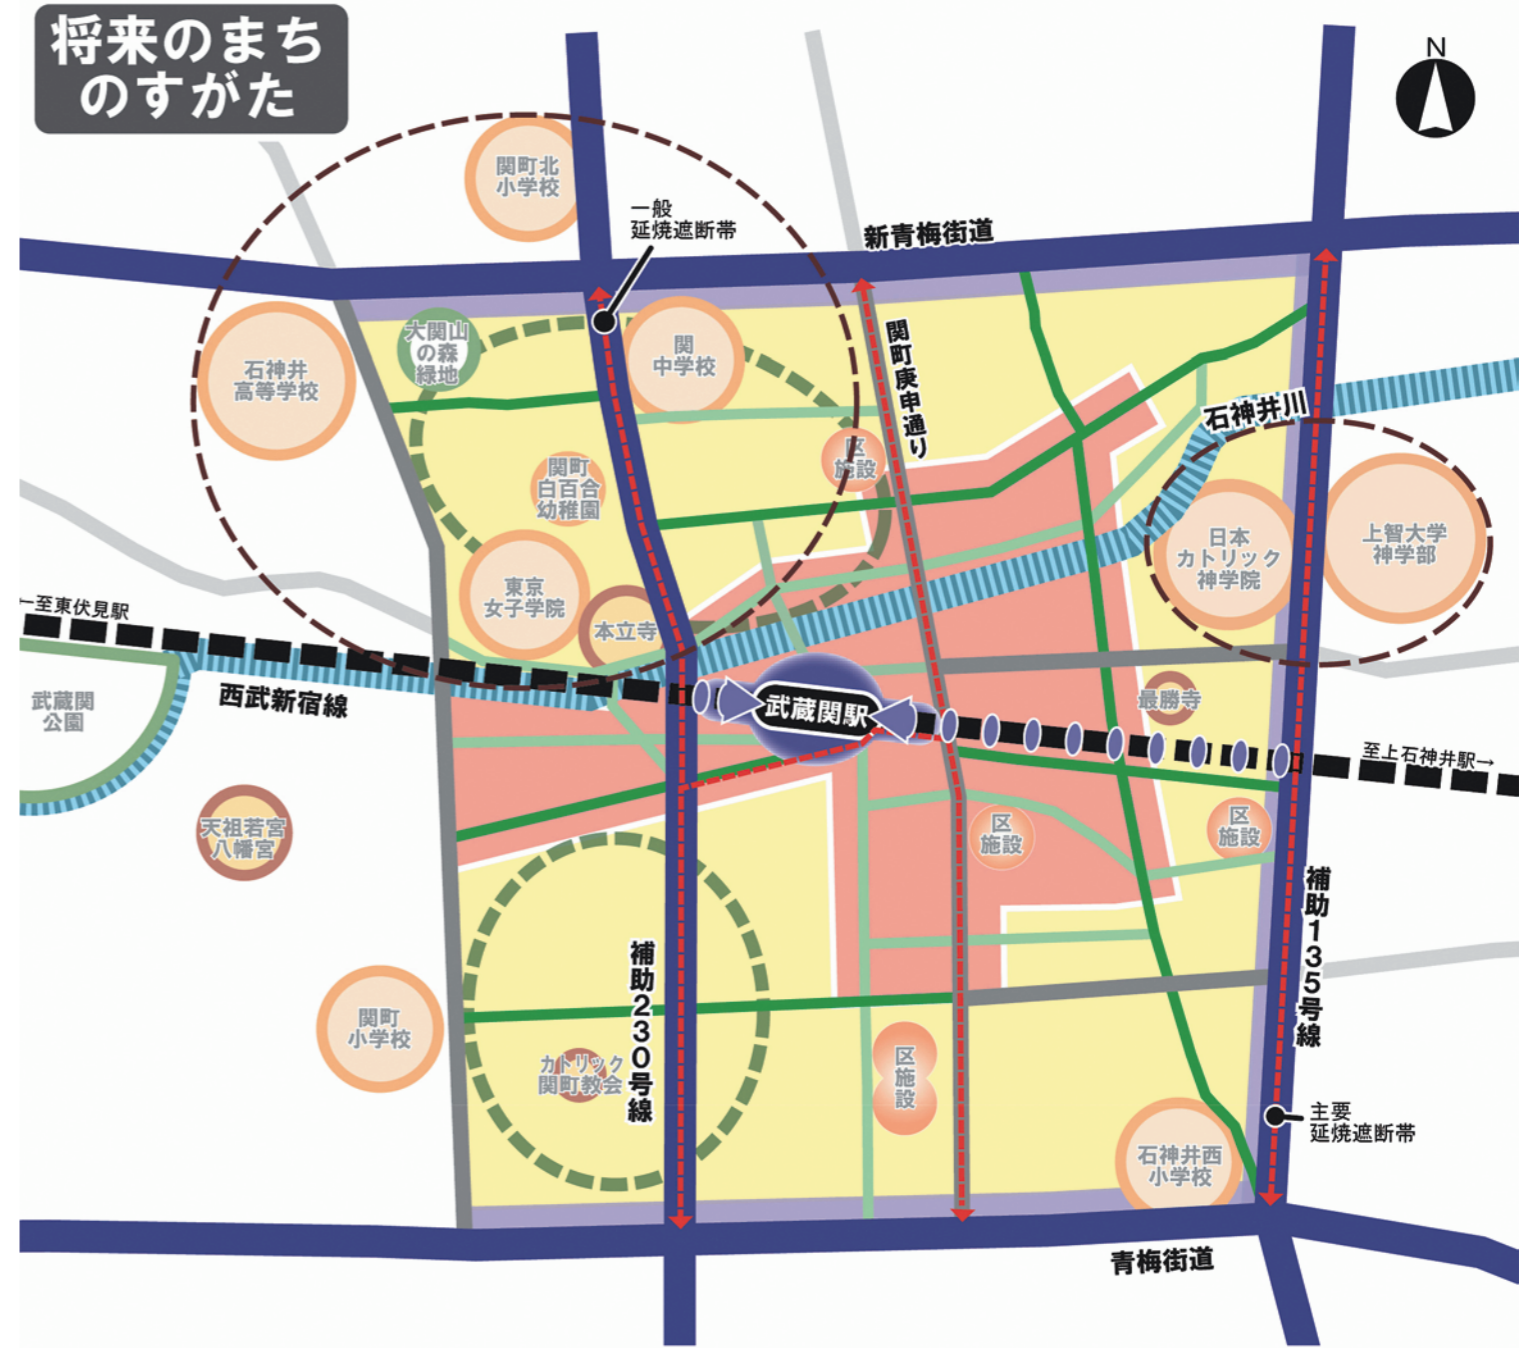 将来のまち
のすがた
N
関町北
小学校
一般
延焼遮断帯
新青梅街道
大関山
の森
緑地
関
中学校
関町庚申通り
石神井
高等学校
石神井川
区
施設
関町
白百合
幼稚園
日本
カトリック
神学院
上智大学
神学部
東京
女子学院
本立寺
←至東伏見駅
西武新宿線
武蔵関
公園
武蔵関駅
最勝寺
至上石神井駅→
天祖若宮
八幡宮
区
施設
区
施設
補助135号線
補助230号線
関町
小学校
カトリック
関町教会
区
施
設
主要
延焼遮断帯
石神井西
小学校
青梅街道